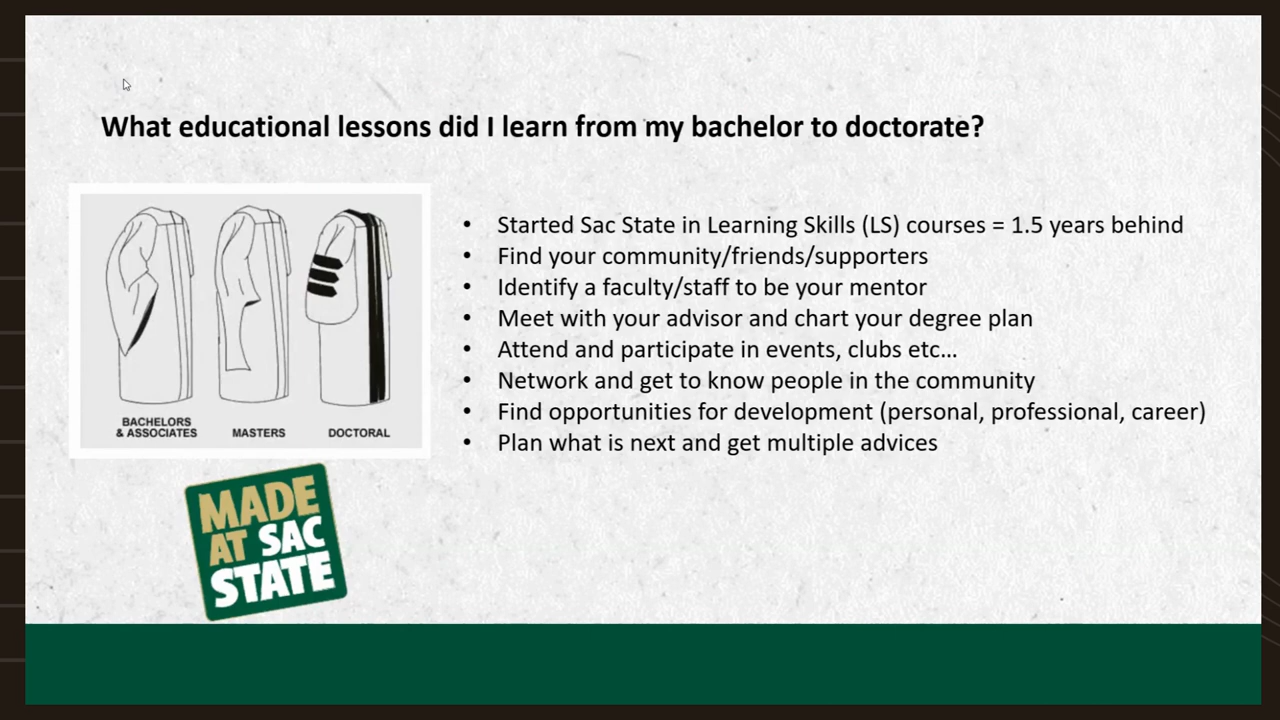 What educational lessons did I learn from my bachelor to doctorate?
• Started Sac State in Learning Skills (LS) courses = 1.5 years behind
• Find your community/friends/supporters
• Identify a faculty/staff to be your mentor
• Meet with your advisor and chart your degree plan
• Attend and participate in events, clubs etc...
• Network and get to know people in the community
• Find opportunities for development (personal, professional, career)
• Plan what is next and get multiple advices
BACHELORS
& ASSOCIATES
MASTERS
DOCTORAL
MADE
AT SAC
STATE